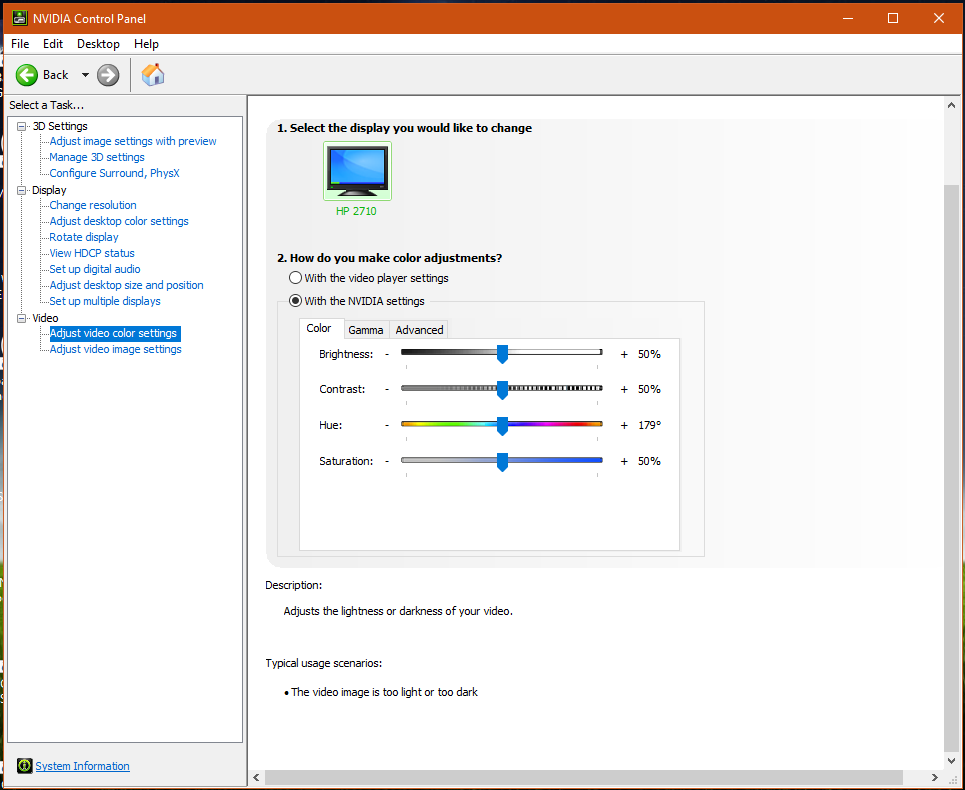 NVIDIA Control Panel
File Edit Desktop Help
Back
Select a Task...
3D Settings
Adjust image settings with preview
Manage 3D settings
Configure Surround, PhysX
Display
Change resolution
Adjust desktop color settings
Rotate display
View HDCP status
Set up digital audio
Adjust desktop size and position
Set up multiple displays
Video
Adjust video color settings
Adjust video image settings
System Information
1. Select the display you would like to change
HP 2710
2. How do you make color adjustments?
With the video player settings
With the NVIDIA settings
Color Gamma Advanced
Brightness: - + 50%
Contrast: - + 50%
Hue: - + 179°
Saturation: - + 50%
Description:
Adjusts the lightness or darkness of your video.
Typical usage scenarios:
• The video image is too light or too dark